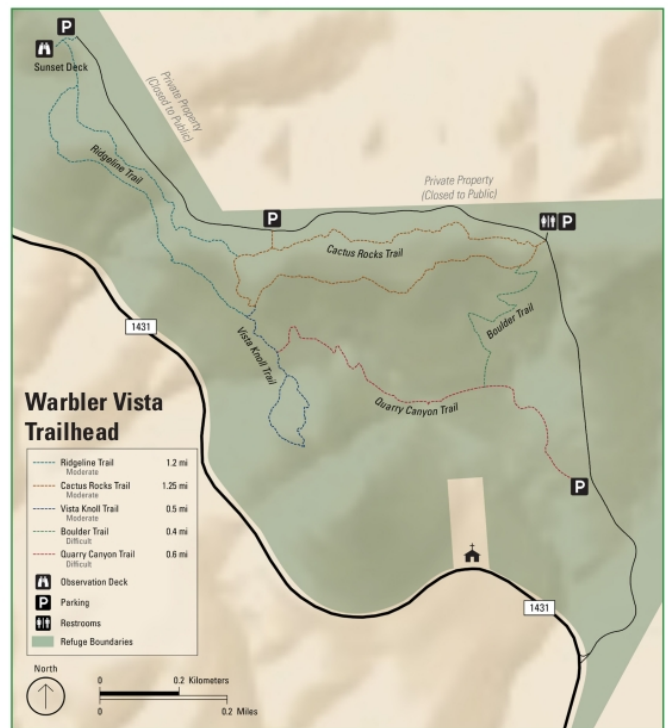 P
Sunset Deck
Private Property
(Closed to Public)
Ridgeline Trail
Private Property
(Closed to Public)
P
P
Cactus Rocks Trail
1431
Vista Knoll Trail
Boulder Trail
Quarry Canyon Trail
P
Warbler Vista
Trailhead
Ridgeline Trail 1.2 mi
Moderate
Cactus Rocks Trail 1.25 mi
Moderate
Vista Knoll Trail 0.5 mi
Moderate
Boulder Trail 0.4 mi
Difficult
Quarry Canyon Trail 0.6 mi
Difficult
Observation Deck
P Parking
Restrooms
Refuge Boundaries
1431
North
0 0.2 Kilometers
0 0.2 Miles